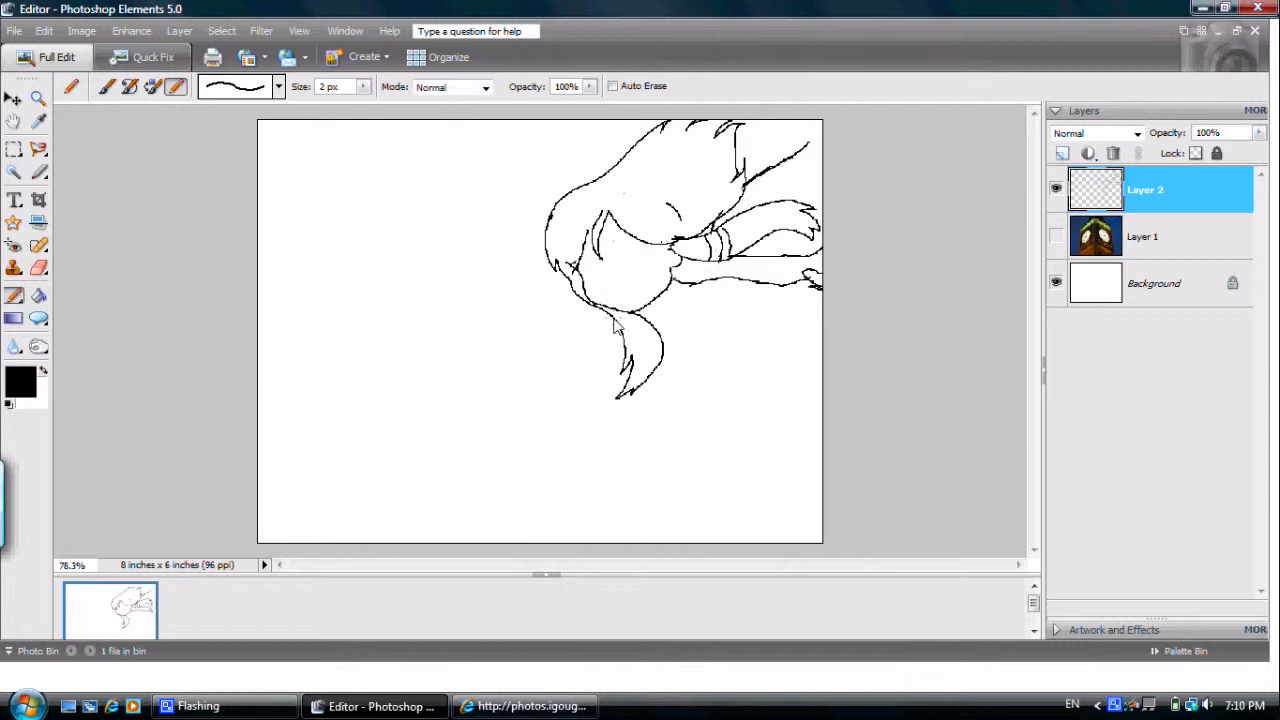 Editor - Photoshop Elements 5.0
File Edit Image Enhance Layer Select Filter View Window Help Type a question for help
Full Edit Quick Fix Create Organize
Size: 2 px Mode: Normal Opacity: 100% Auto Erase
Layers MOR
Normal Opacity: 100%
Lock:
Layer 2
Layer 1
Background
78.3% 8 inches x 6 inches (96 ppi)
Artwork and Effects MOR
Photo Bin 1 file in bin Palette Bin
Flashing Editor - Photoshop Elements ... http://photos.igoug... EN 7:10 PM